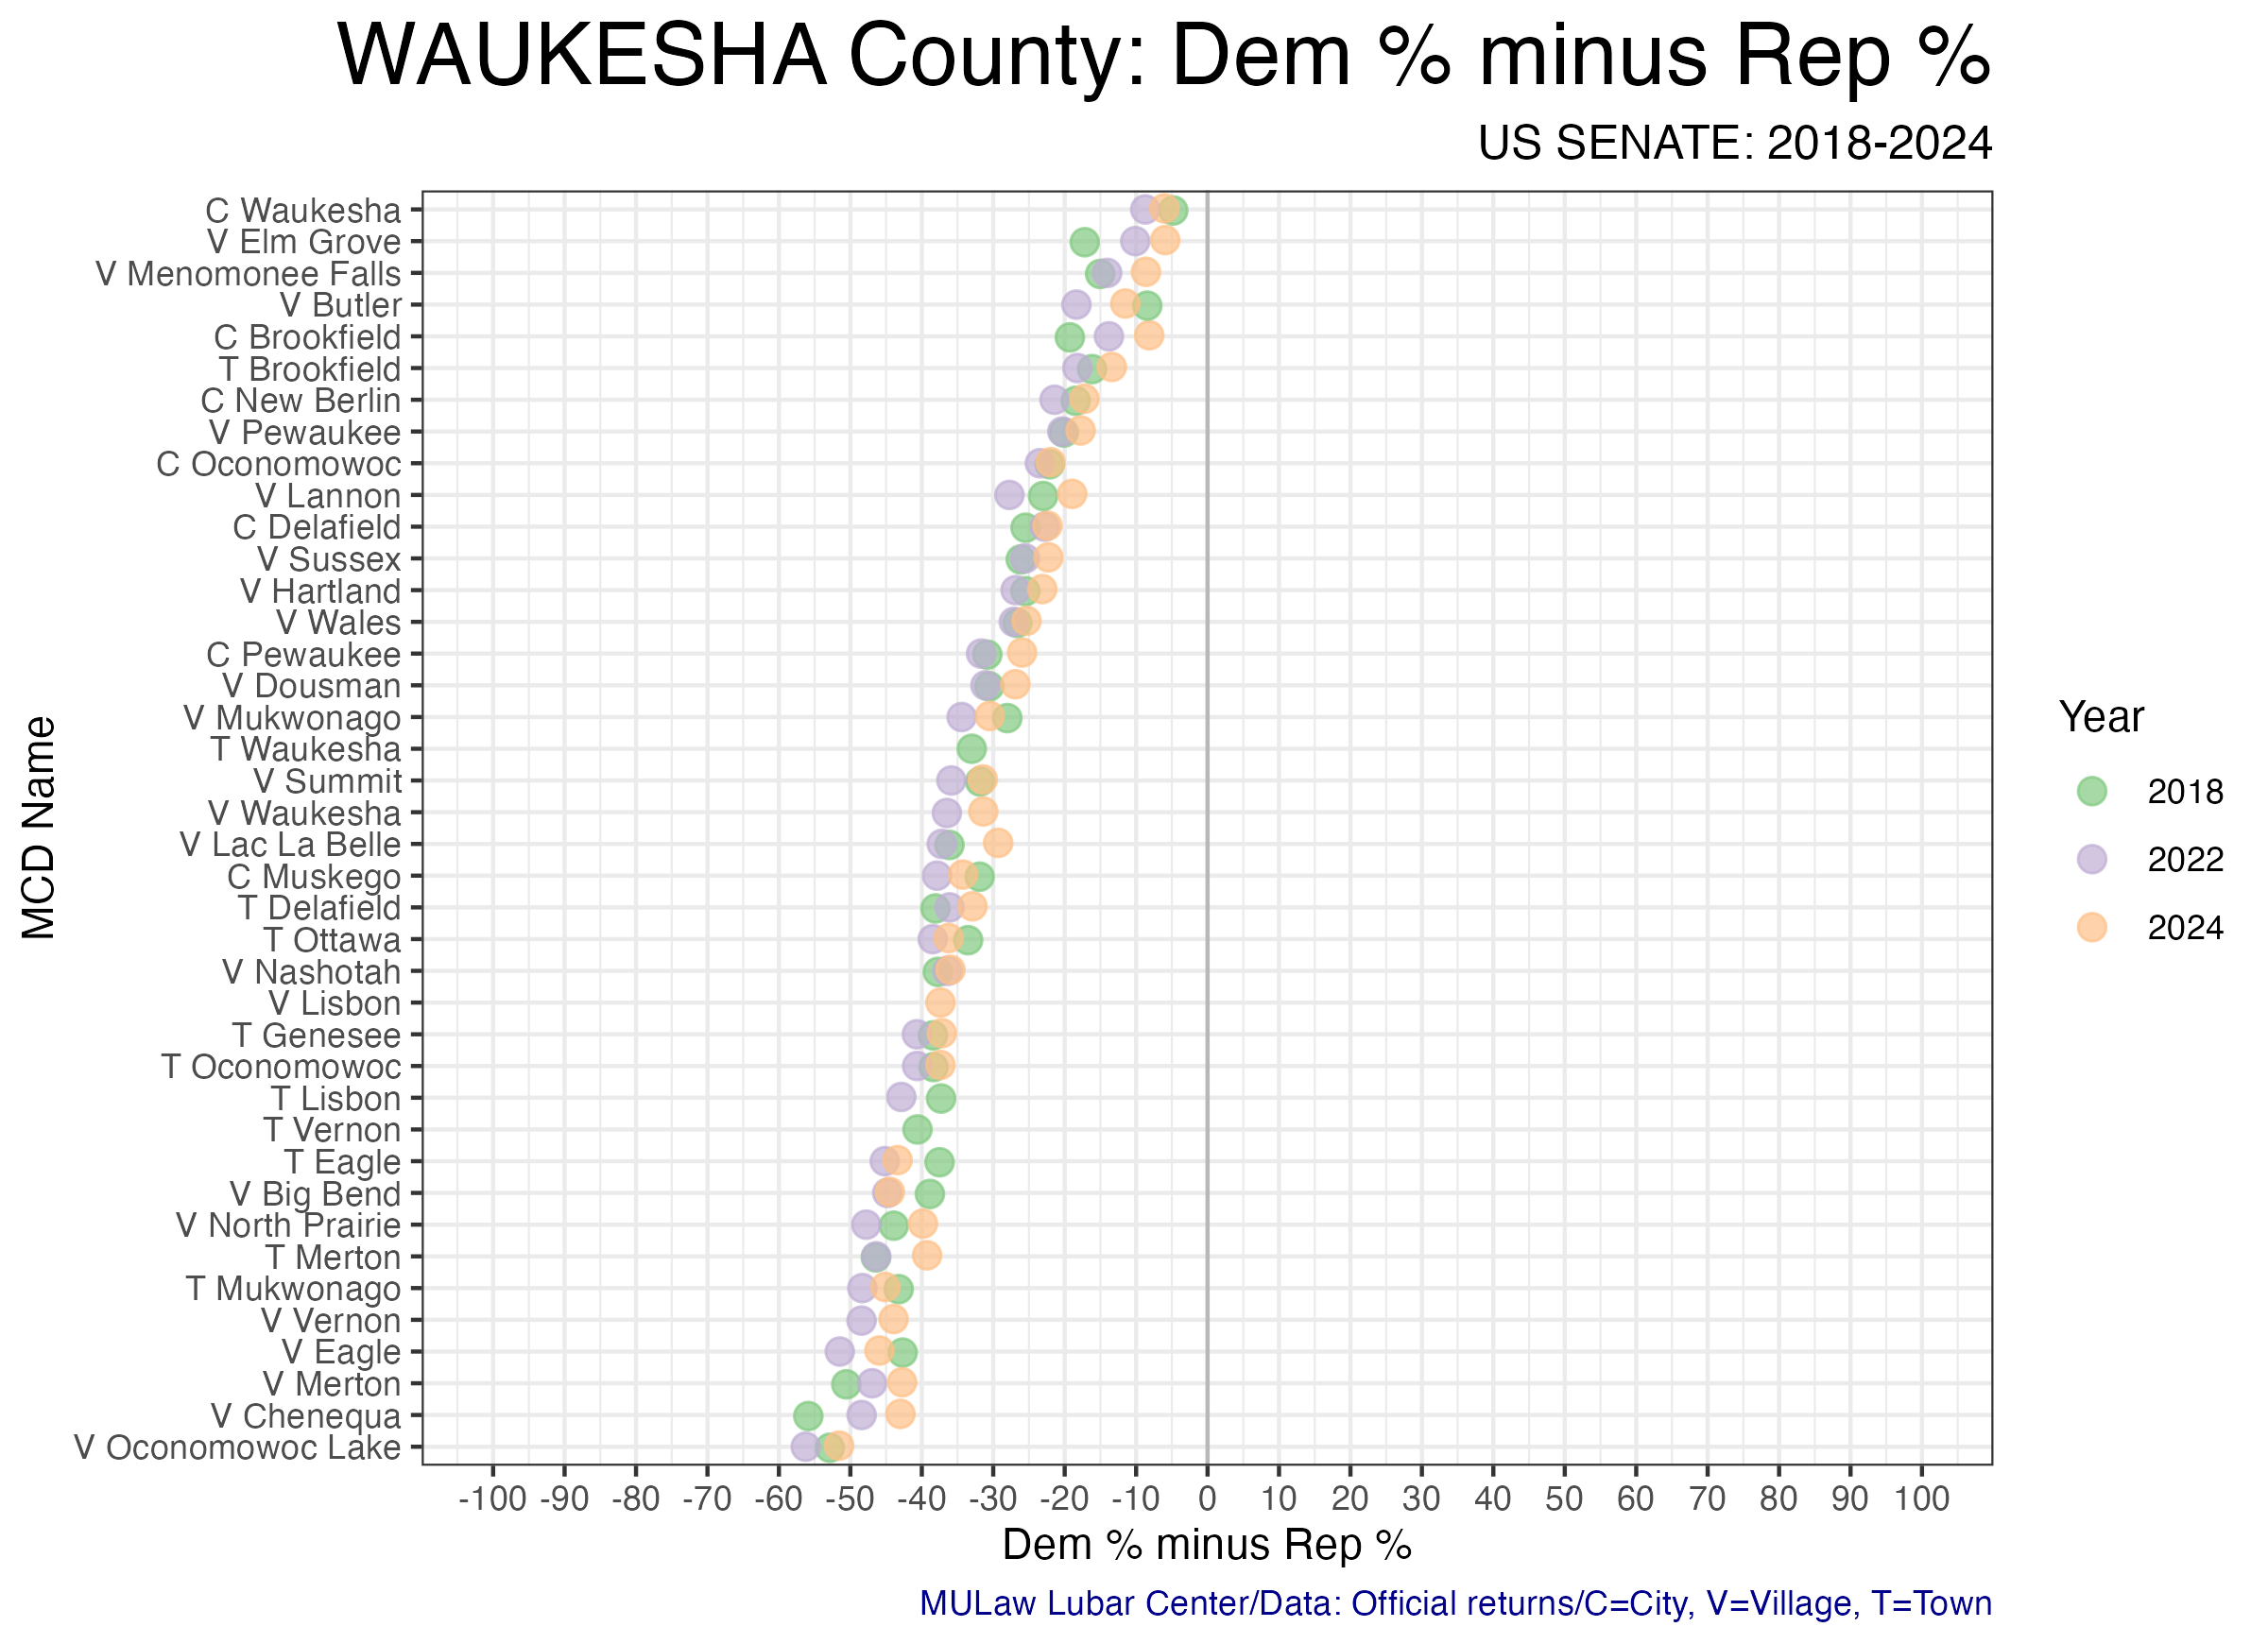 WAUKESHA County: Dem % minus Rep %
US SENATE: 2018-2024
C Waukesha
V Elm Grove
V Menomonee Falls
V Butler
C Brookfield
T Brookfield
C New Berlin
V Pewaukee
C Oconomowoc
V Lannon
C Delafield
V Sussex
V Hartland
V Wales
C Pewaukee
V Dousman
V Mukwonago
T Waukesha
V Summit
V Waukesha
V Lac La Belle
C Muskego
T Delafield
T Ottawa
V Nashotah
V Lisbon
T Genesee
T Oconomowoc
T Lisbon
T Vernon
T Eagle
V Big Bend
V North Prairie
T Merton
T Mukwonago
V Vernon
V Eagle
V Merton
V Chenequa
V Oconomowoc Lake
MCD Name
-100 -90 -80 -70 -60 -50 -40 -30 -20 -10 0 10 20 30 40 50 60 70 80 90 100
Dem % minus Rep %
Year
2018
2022
2024
MULaw Lubar Center/Data: Official returns/C=City, V=Village, T=Town